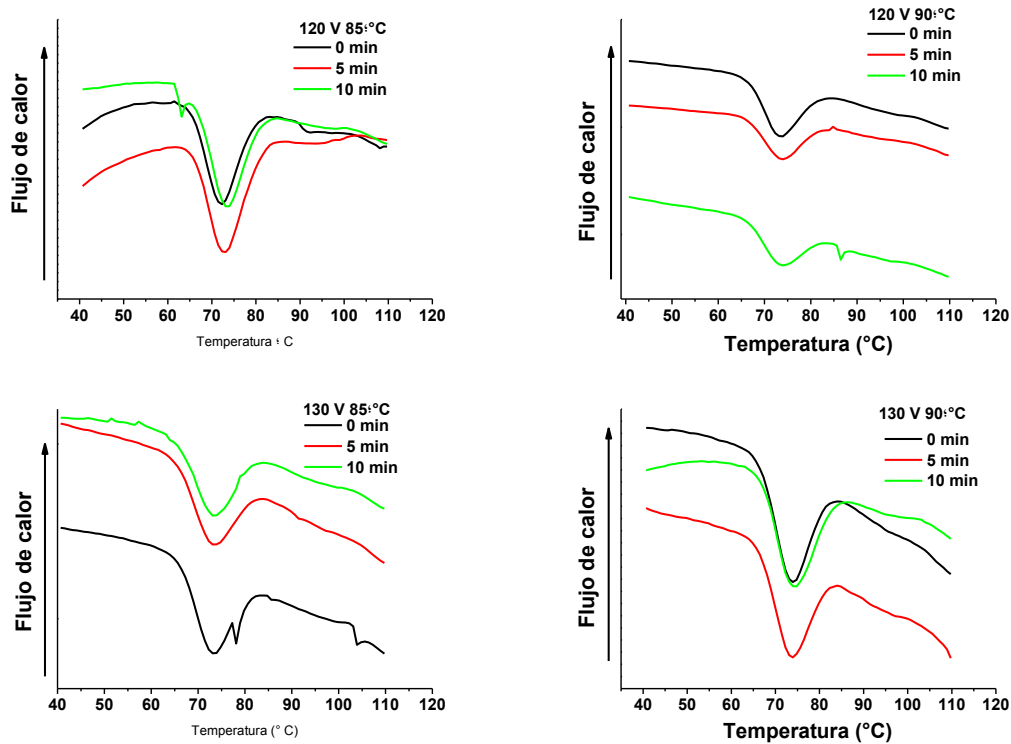 120 V 85፧°C
0 min
5 min
10 min
Flujo de calor
40 50 60 70 80 90 100 110 120
Temperatura ፧ C
120 V 90፧°C
0 min
5 min
10 min
Flujo de calor
40 50 60 70 80 90 100 110 120
Temperatura (°C)
130 V 85፧°C
0 min
5 min
10 min
Flujo de calor
40 50 60 70 80 90 100 110 120
Temperatura (° C)
130 V 90፧°C
0 min
5 min
10 min
Flujo de calor
40 50 60 70 80 90 100 110 120
Temperatura (°C)